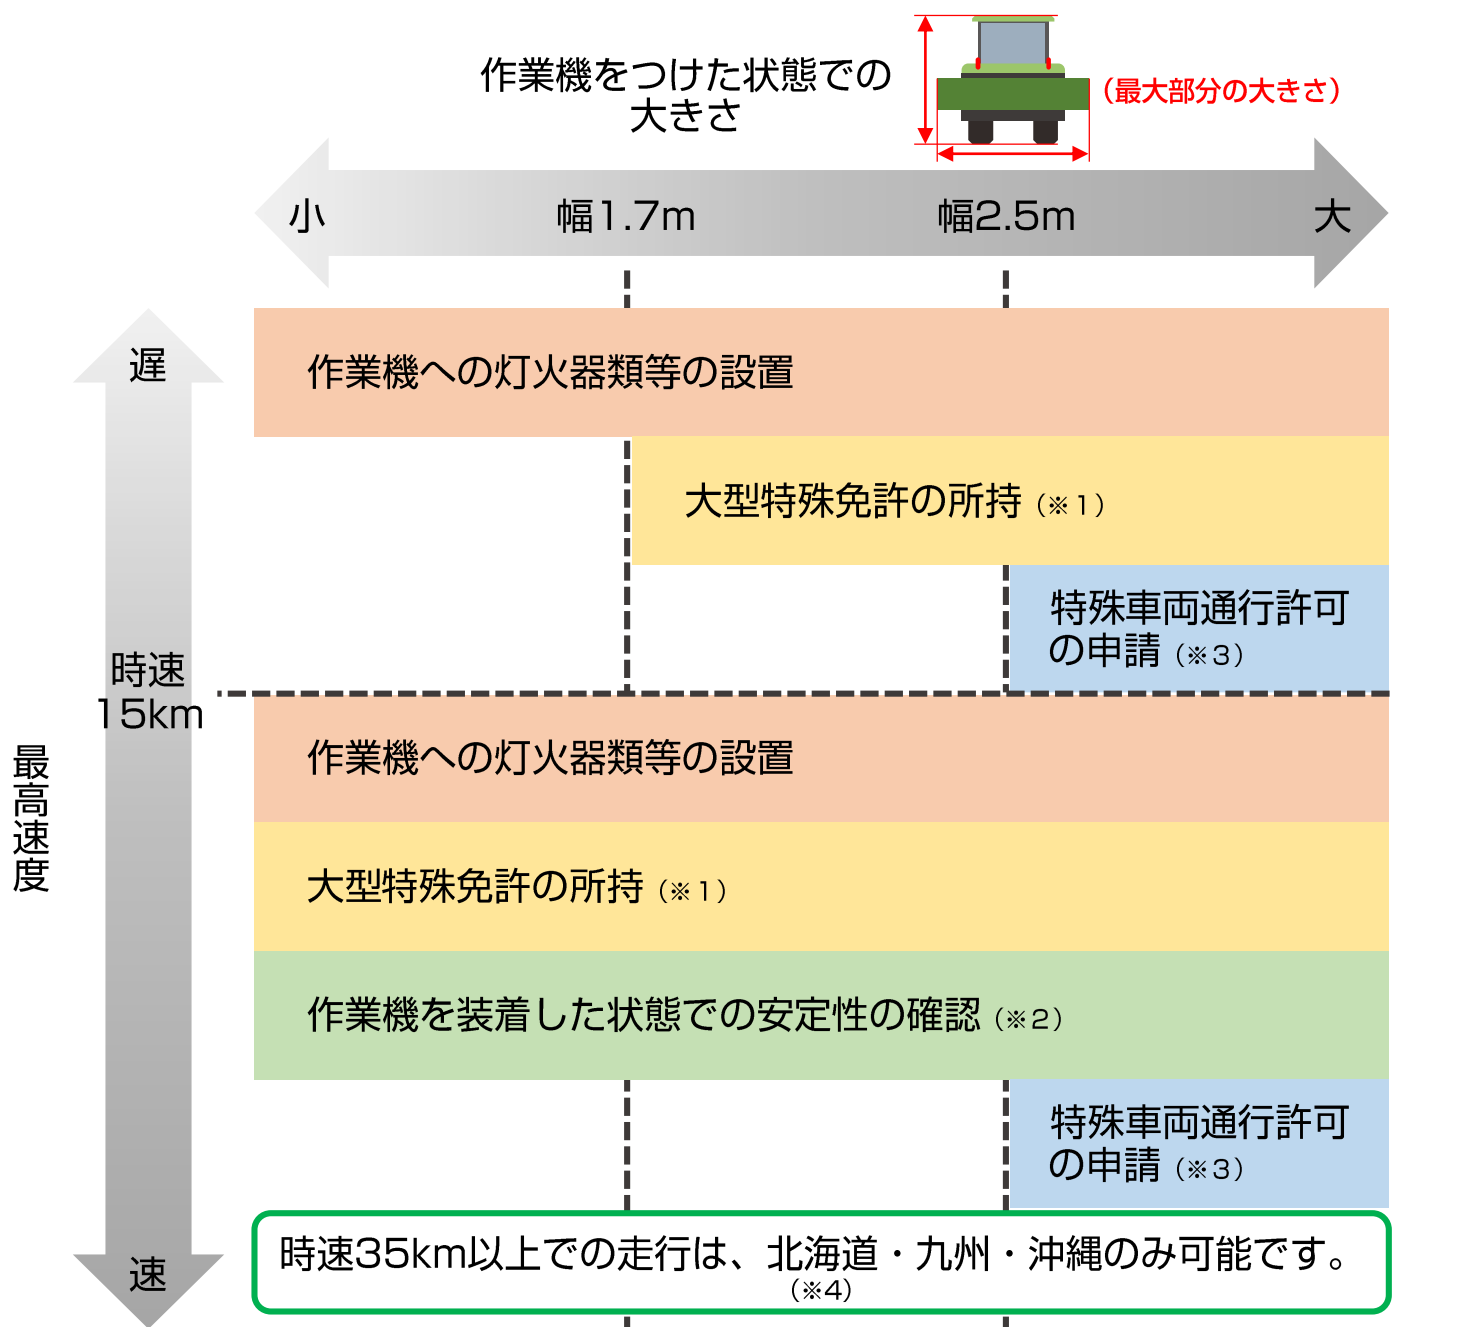 作業機をつけた状態での
大きさ
（最大部分の大きさ）
小
幅1.7m
幅2.5m
大
遅
作業機への灯火器類等の設置
大型特殊免許の所持（※１）
特殊車両通行許可
の申請（※３）
時速
15km
最高速度
作業機への灯火器類等の設置
大型特殊免許の所持（※１）
作業機を装着した状態での安定性の確認（※２）
特殊車両通行許可
の申請（※３）
速
時速35km以上での走行は、北海道・九州・沖縄のみ可能です。
（※4）